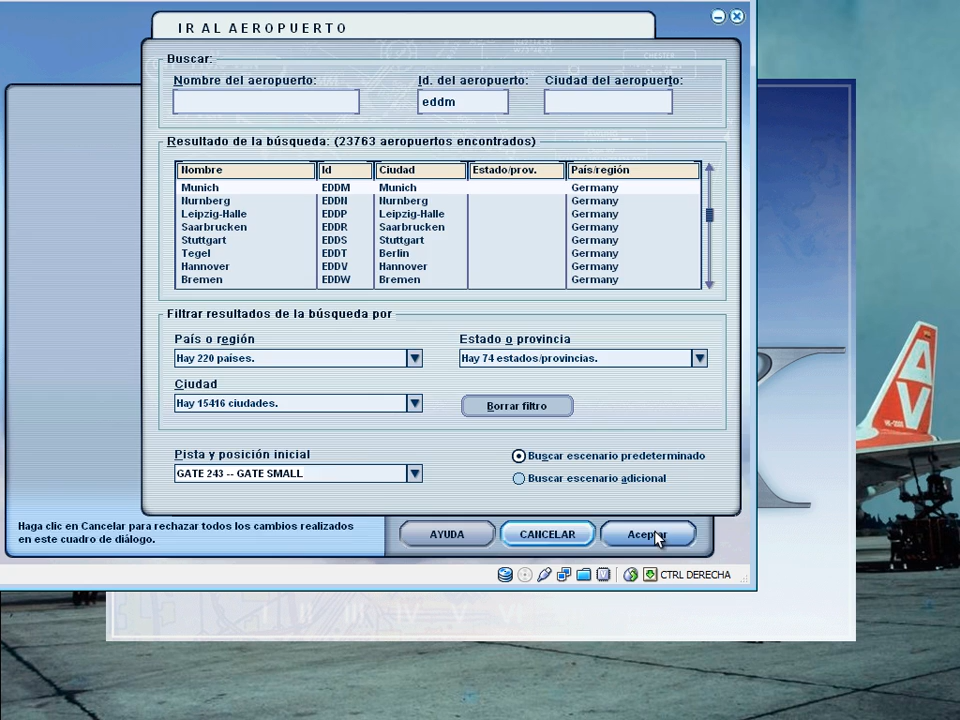 IR AL AEROPUERTO
Buscar:
Nombre del aeropuerto:
Id. del aeropuerto:
Ciudad del aeropuerto:
eddm
Resultado de la búsqueda: (23763 aeropuertos encontrados)
Nombre Id Ciudad Estado/prov. País/región
Munich EDDM Munich Germany
Nurnberg EDDN Nurnberg Germany
Leipzig-Halle EDDP Leipzig-Halle Germany
Saarbrucken EDDR Saarbrucken Germany
Stuttgart EDDS Stuttgart Germany
Tegel EDDT Berlin Germany
Hannover EDDV Hannover Germany
Bremen EDDW Bremen Germany
Filtrar resultados de la búsqueda por
País o región
Estado o provincia
Hay 220 países.
Hay 74 estados/provincias.
Ciudad
Hay 15416 ciudades.
Borrar filtro
Pista y posición inicial
GATE 243 -- GATE SMALL
Buscar escenario predeterminado
Buscar escenario adicional
Haga clic en Cancelar para rechazar todos los cambios realizados
en este cuadro de diálogo.
AYUDA
CANCELAR
Aceptar
CTRL DERECHA
III IV V VI
AV